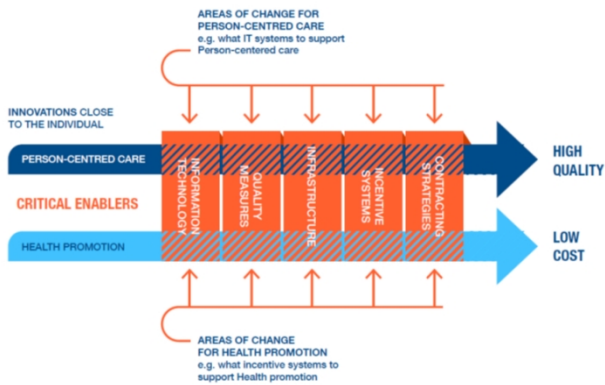 AREAS OF CHANGE FOR
PERSON-CENTRED CARE
e.g. what IT systems to support
Person-centered care
INNOVATIONS CLOSE
TO THE INDIVIDUAL
PERSON-CENTRED CARE
CRITICAL ENABLERS
HEALTH PROMOTION
INFORMATION
TECHNOLOGY
QUALITY
MEASURES
INFRASTRUCTURE
INCENTIVE
SYSTEMS
CONTRACTING
STRATEGIES
HIGH
QUALITY
LOW
COST
AREAS OF CHANGE
FOR HEALTH PROMOTION
e.g. what incentive systems to
support Health promotion